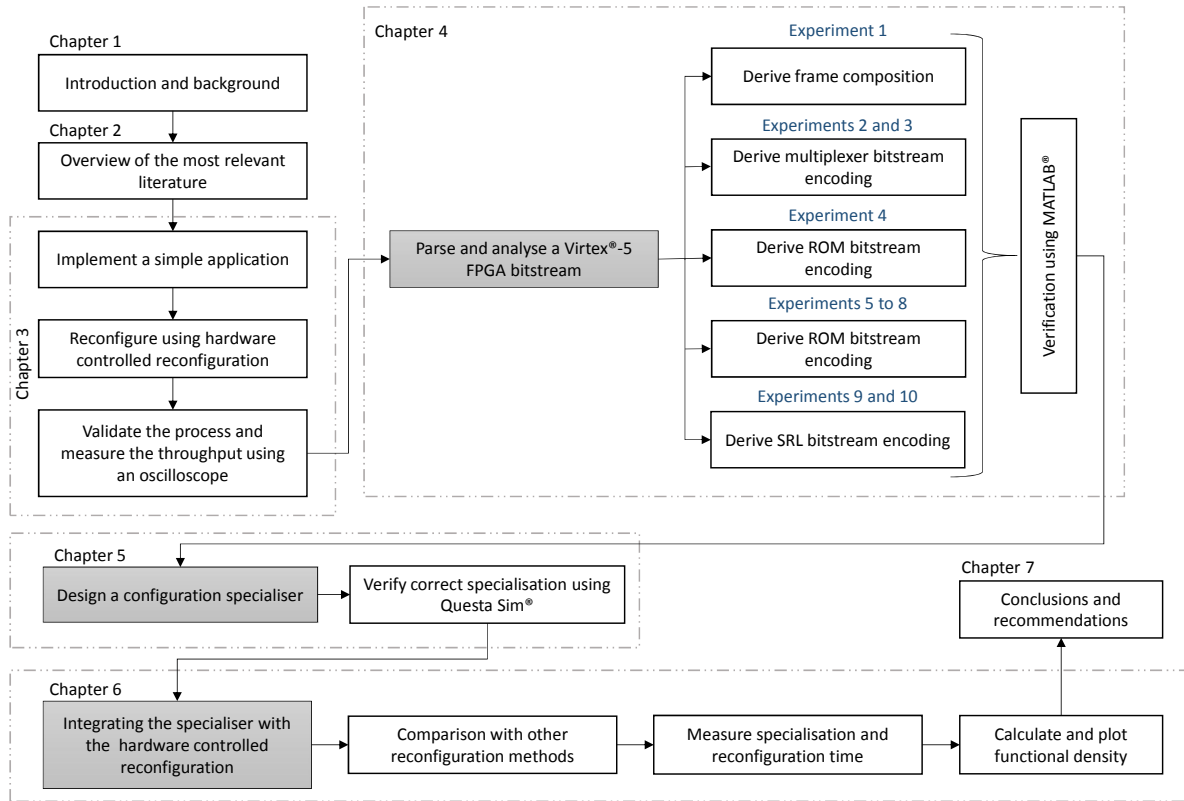 Chapter 1
Introduction and background
Chapter 2
Overview of the most relevant
literature
Chapter 3
Implement a simple application
Reconfigure using hardware
controlled reconfiguration
Validate the process and
measure the throughput using
an oscilloscope
Chapter 4
Parse and analyse a Virtex®-5
FPGA bitstream
Experiment 1
Derive frame composition
Experiments 2 and 3
Derive multiplexer bitstream
encoding
Experiment 4
Derive ROM bitstream
encoding
Experiments 5 to 8
Derive ROM bitstream
encoding
Experiments 9 and 10
Derive SRL bitstream encoding
Verification using MATLAB®
Chapter 5
Design a configuration specialiser
Verify correct specialisation using
Questa Sim®
Chapter 6
Integrating the specialiser with
the hardware controlled
reconfiguration
Comparison with other
reconfiguration methods
Measure specialisation and
reconfiguration time
Calculate and plot
functional density
Chapter 7
Conclusions and
recommendations